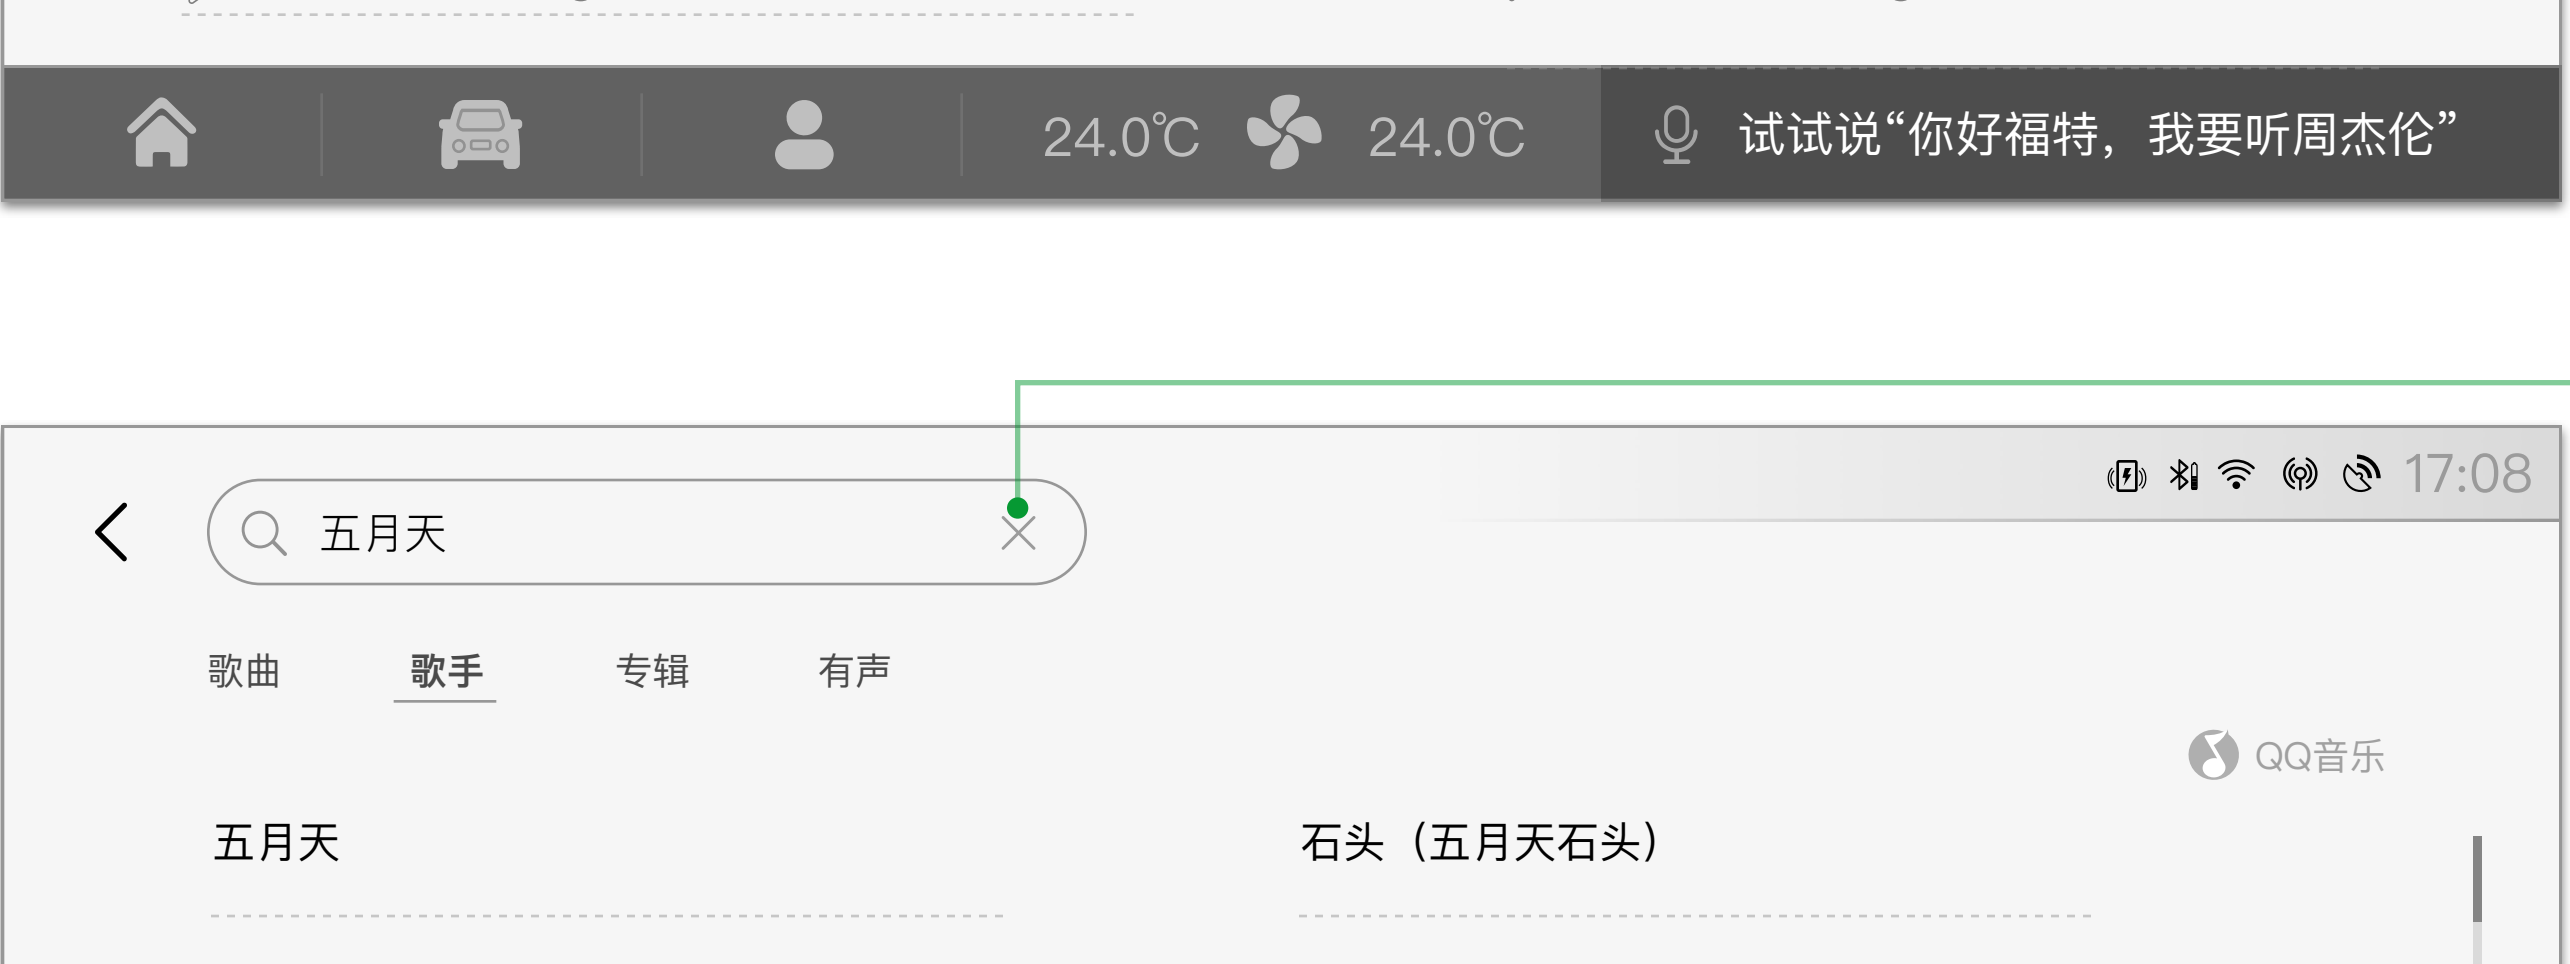 24.0℃ 24.0℃ 试试说“你好福特，我要听周杰伦”
17:08
五月天
歌曲 歌手 专辑 有声
QQ音乐
五月天 石头（五月天石头）